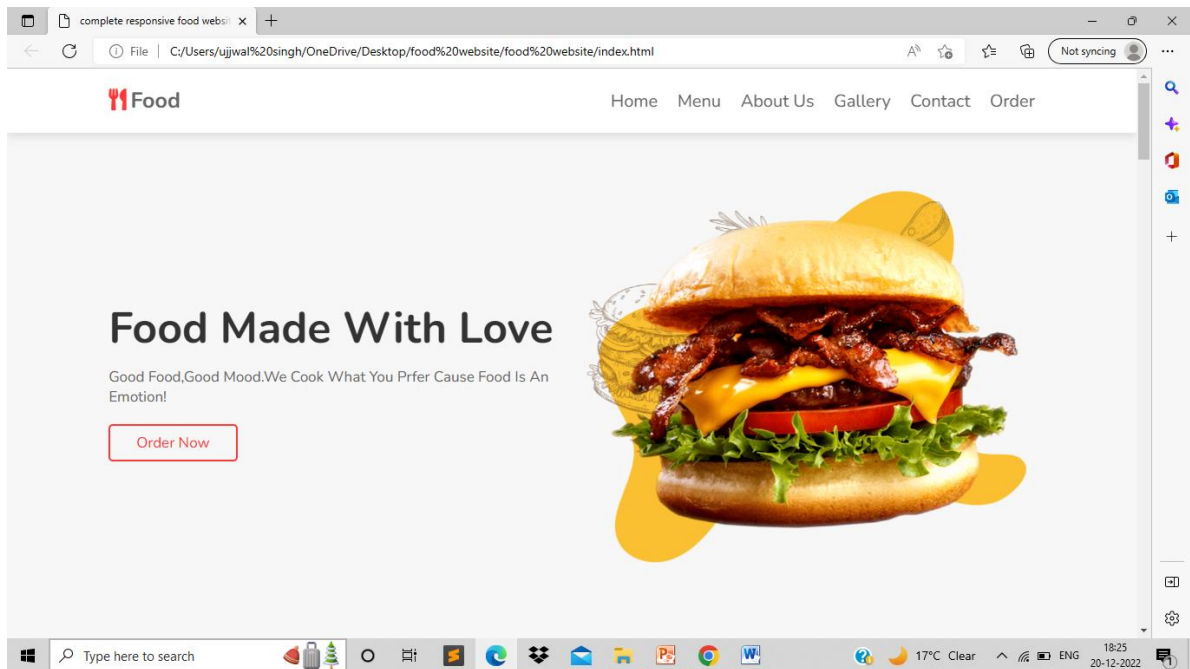 complete responsive food websi
File
C:/Users/ujjwal%20singh/OneDrive/Desktop/food%20website/food%20website/index.html
Not syncing
Food
Home Menu About Us Gallery Contact Order
Food Made With Love
Good Food,Good Mood.We Cook What You Prfer Cause Food Is An
Emotion!
Order Now
Type here to search
17°C Clear
ENG
18:25
20-12-2022